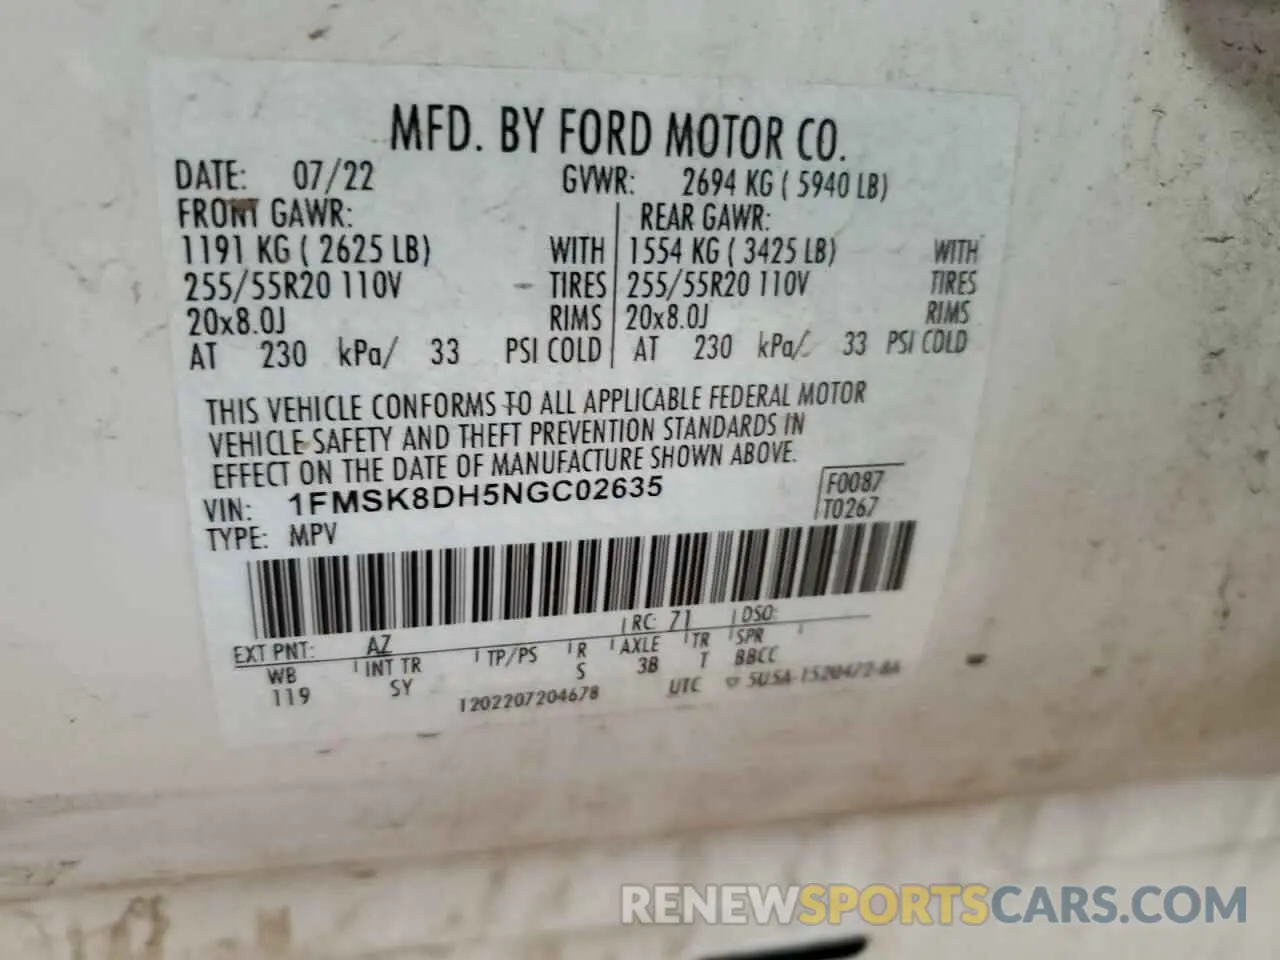 MFD. BY FORD MOTOR CO.
DATE: 07/22 GVWR: 2694 KG ( 5940 LB)
FRONT GAWR: REAR GAWR:
1191 KG ( 2625 LB) WITH 1554 KG ( 3425 LB) WITH
255/55R20 110V TIRES 255/55R20 110V TIRES
20x8.0J RIMS 20x8.0J RIMS
AT 230 kPa/ 33 PSI COLD AT 230 kPa/ 33 PSI COLD
THIS VEHICLE CONFORMS TO ALL APPLICABLE FEDERAL MOTOR
VEHICLE SAFETY AND THEFT PREVENTION STANDARDS IN
EFFECT ON THE DATE OF MANUFACTURE SHOWN ABOVE.
VIN: 1FMSK8DH5NGC02635 F0087
TYPE: MPV T0267
EXT PNT: AZ RC: 71 DSO:
WB INT TR TP/PS R AXLE TR SPR
119 SY S 3B T BBCC
1202207204678 UTC
RENEWSPORTSCARS.COM